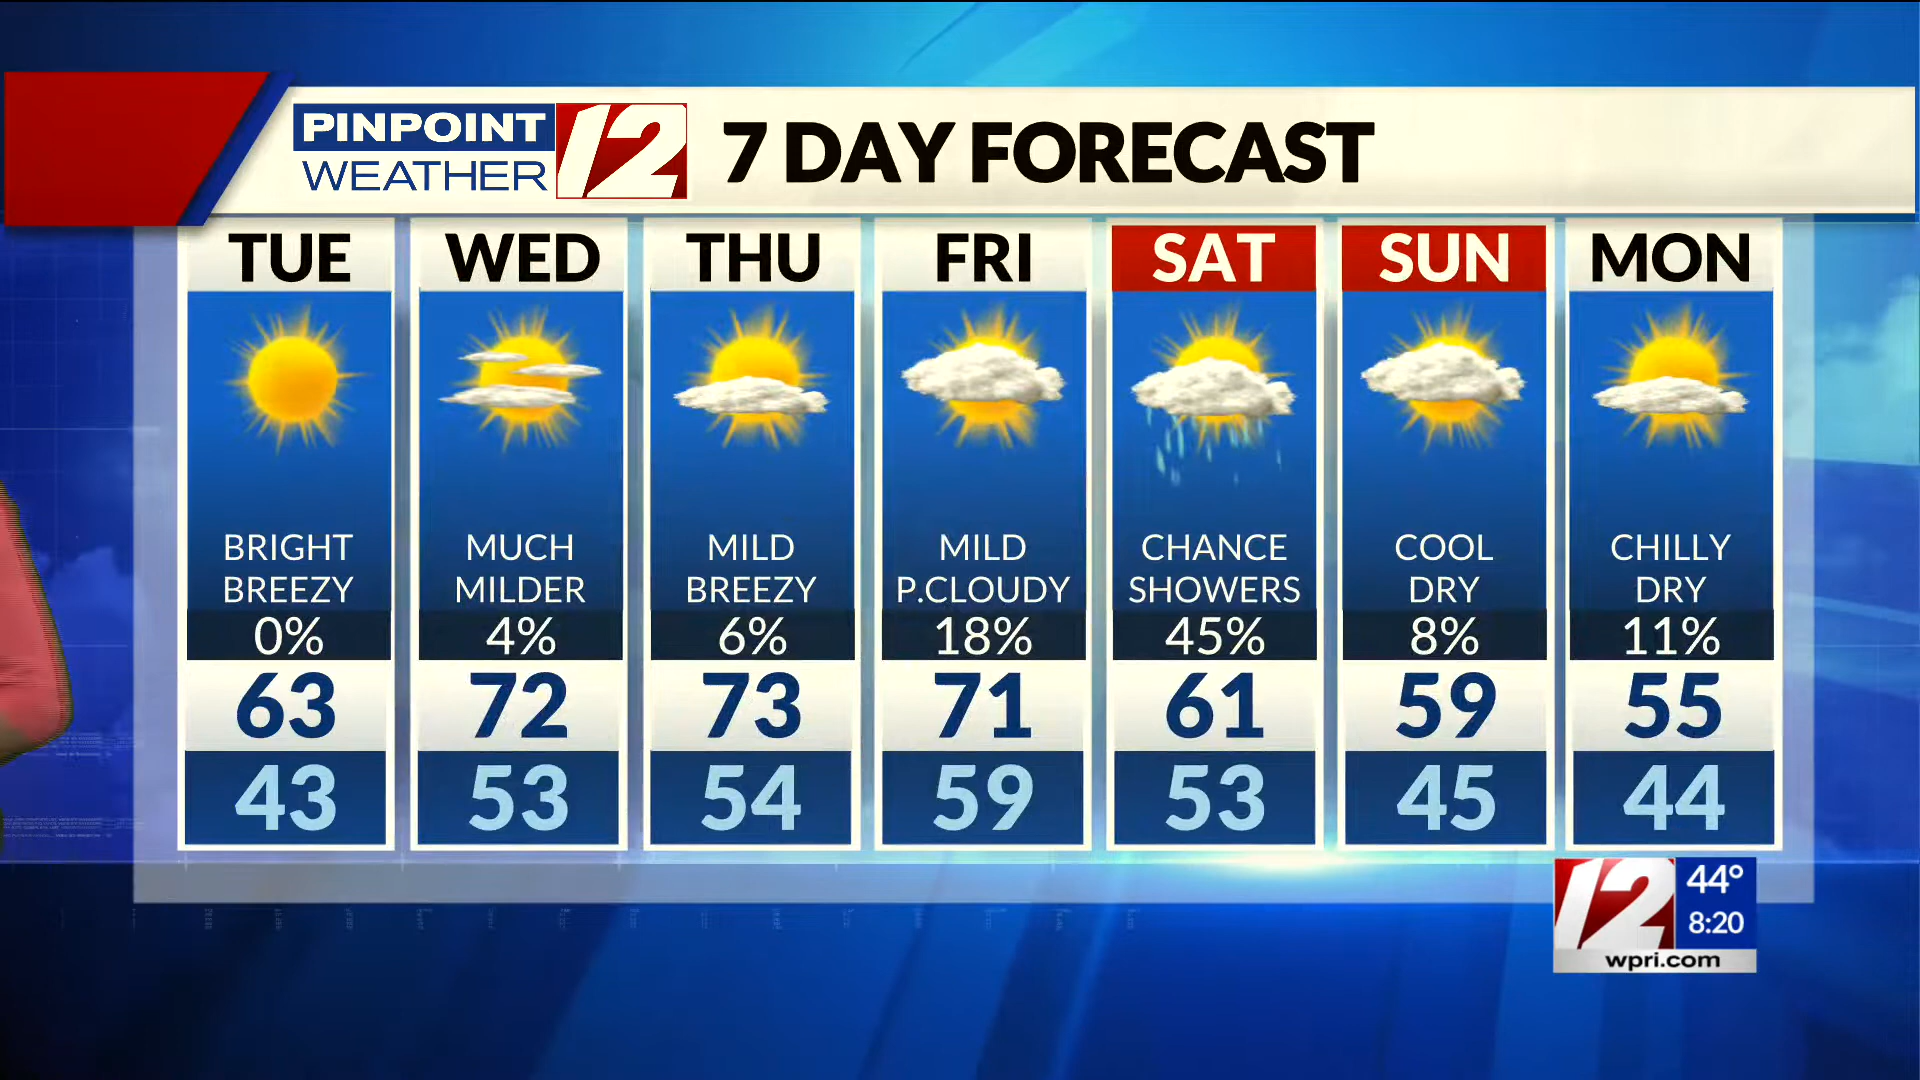 PINPOINT
WEATHER 12
7 DAY FORECAST
TUE WED THU FRI SAT SUN MON
BRIGHT MUCH MILD MILD CHANCE COOL CHILLY
BREEZY MILDER BREEZY P.CLOUDY SHOWERS DRY DRY
0% 4% 6% 18% 45% 8% 11%
63 72 73 71 61 59 55
43 53 54 59 53 45 44
12 44°
8:20
wpri.com